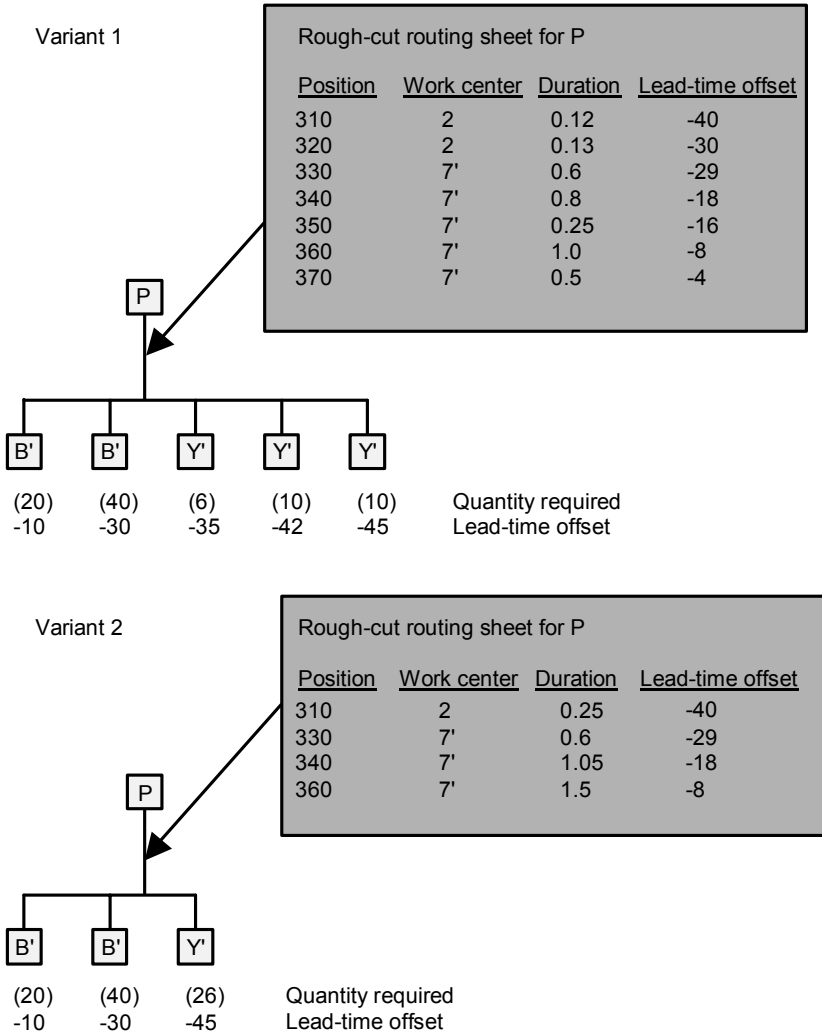 Variant 1
Rough-cut routing sheet for P
Position Work center Duration Lead-time offset
310 2 0.12 -40
320 2 0.13 -30
330 7' 0.6 -29
340 7' 0.8 -18
350 7' 0.25 -16
360 7' 1.0 -8
370 7' 0.5 -4
P
B' B' Y' Y' Y'
(20) (40) (6) (10) (10) Quantity required
-10 -30 -35 -42 -45 Lead-time offset
Variant 2
Rough-cut routing sheet for P
Position Work center Duration Lead-time offset
310 2 0.25 -40
330 7' 0.6 -29
340 7' 1.05 -18
360 7' 1.5 -8
P
B' B' Y'
(20) (40) (26) Quantity required
-10 -30 -45 Lead-time offset